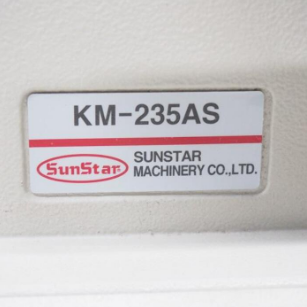 KM-235AS
SunStar
SUNSTAR
MACHINERY CO.,LTD.